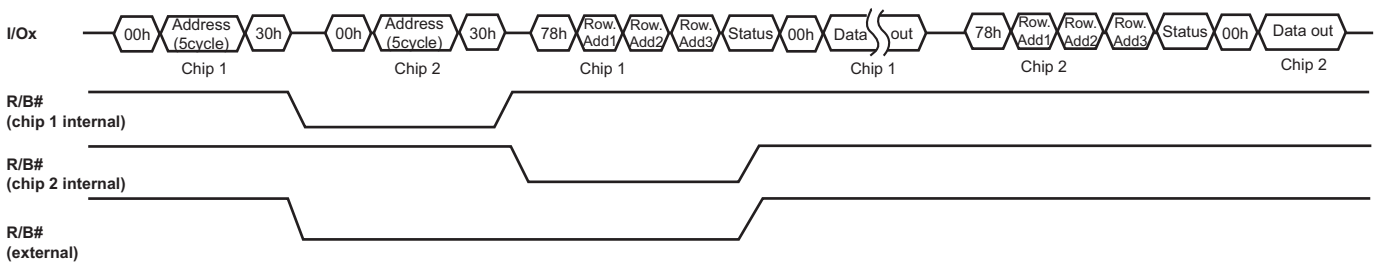 I/Ox 00h Address (5cycle) 30h 00h Address (5cycle) 30h 78h Row. Add1 Row. Add2 Row. Add3 Status 00h Data out 78h Row. Add1 Row. Add2 Row. Add3 Status 00h Data out
Chip 1 Chip 2 Chip 1 Chip 1 Chip 2 Chip 2
R/B#
(chip 1 internal)
R/B#
(chip 2 internal)
R/B#
(external)